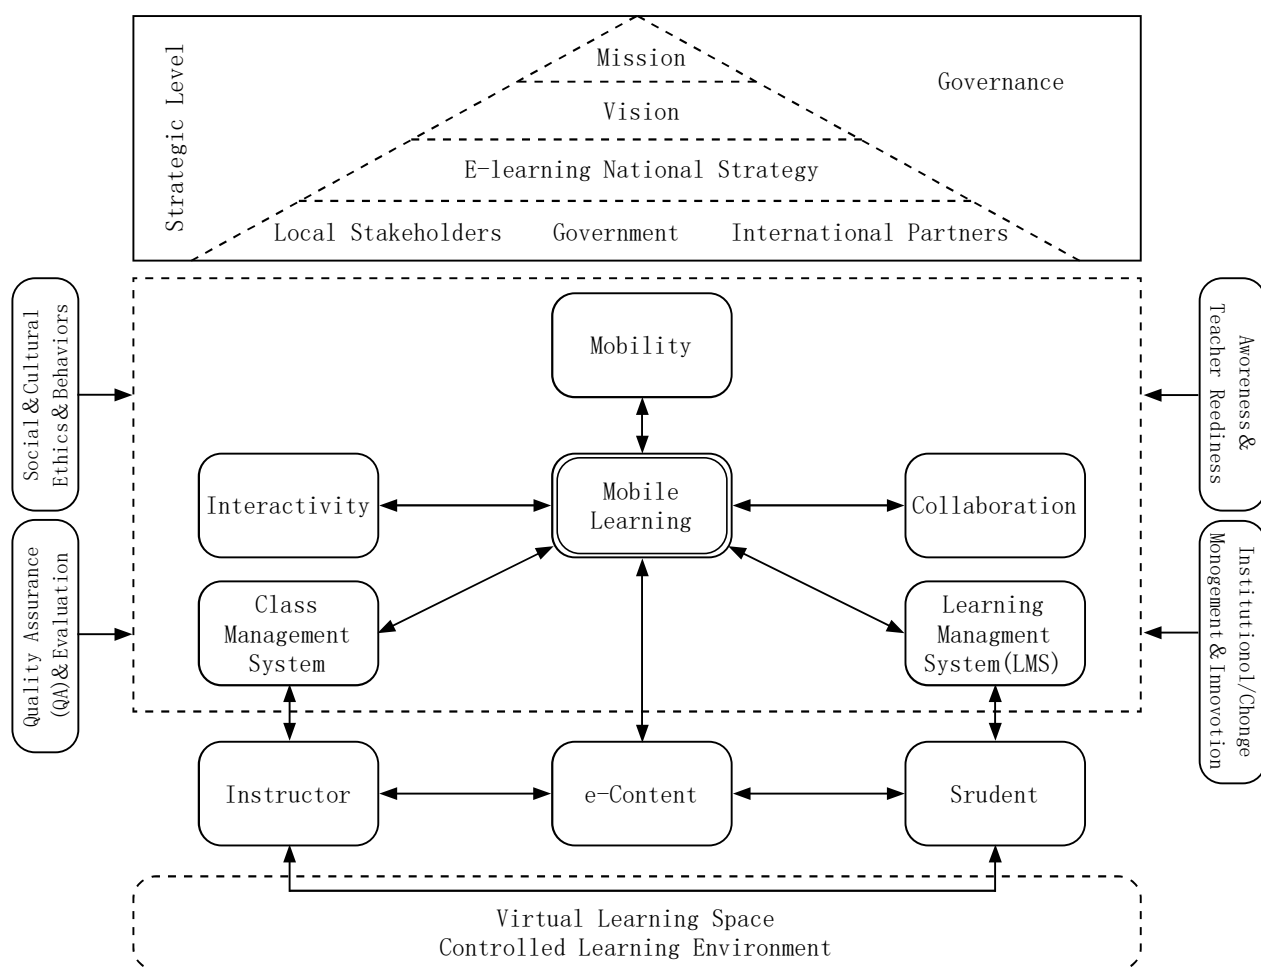 Strategic Level
Mission
Governance
Vision
E-learning National Strategy
Local Stakeholders Government International Partners
Social&Cultural
Ethics&Behaviors
Quality Assurance
(QA)&Evaluation
Mobility
Interactivity
Mobile
Learning
Collaboration
Class
Management
System
Learning
Managment
System(LMS)
Aworeness&
Teacher Reediness
Institutionol/Chonge
Monogement&Innovotion
Instructor
e-Content
Srudent
Virtual Learning Space
Controlled Learning Environment